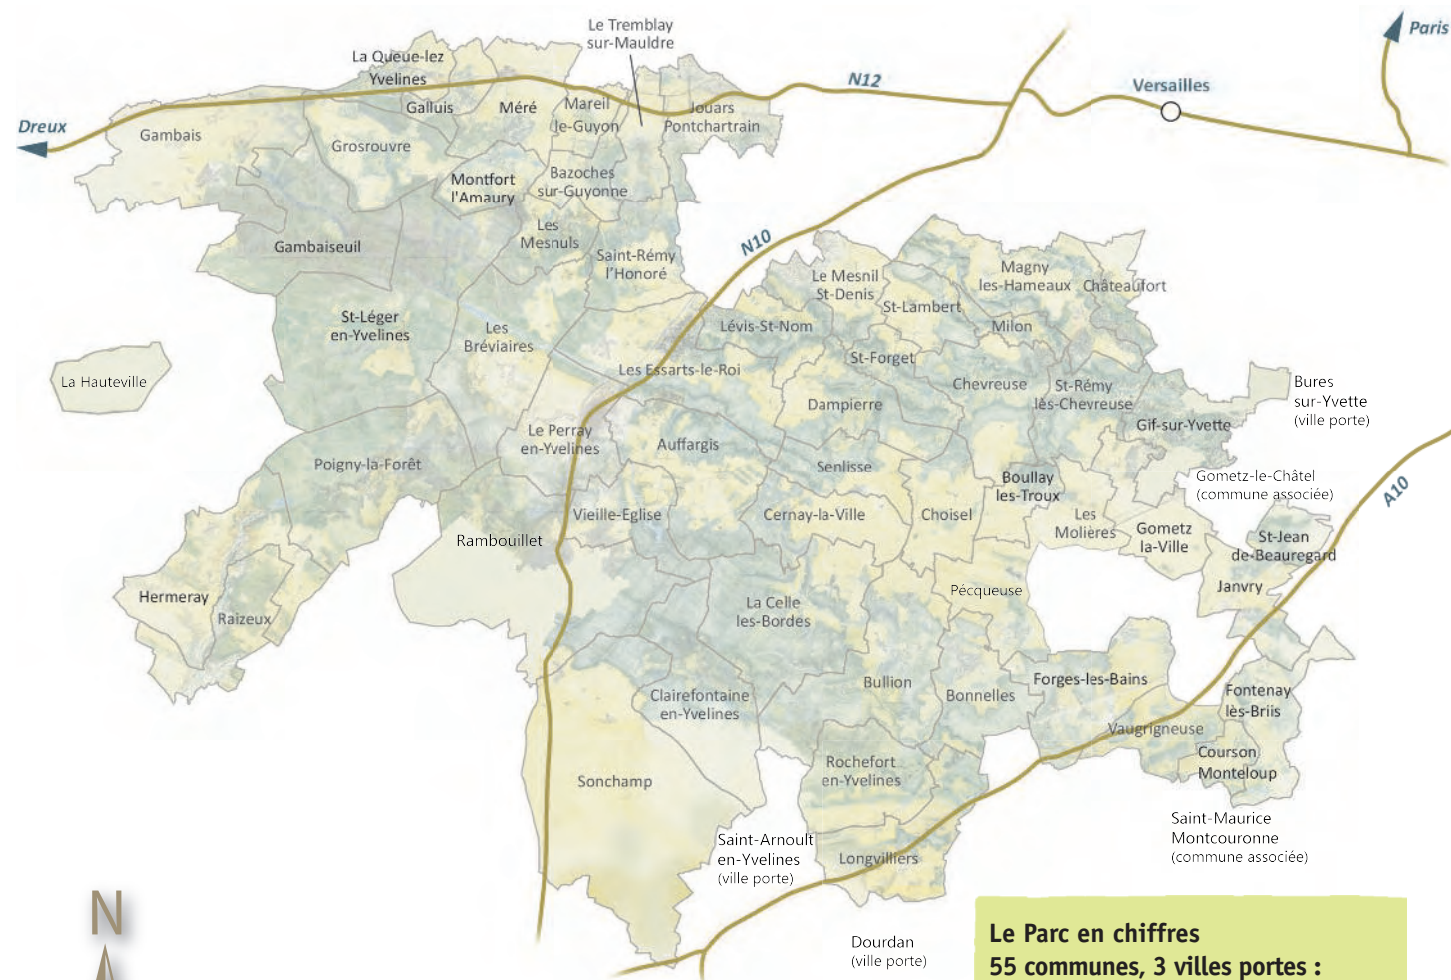 Le Tremblay
sur-Mauldre
Paris
La Queue-lez
Yvelines
N12
Versailles
Galluis
Méré
Mareil
le-Guyon
Jouars
Pontchartrain
Dreux
Gambais
Grosrouvre
Montfort
l'Amaury
Bazoches
sur-Guyonne
Les
Mesnuls
Gambaiseuil
N10
Saint-Rémy
l'Honoré
Le Mesnil
St-Denis
Magny
les-Hameaux
Châteaufort
St-Lambert
St-Léger
en-Yvelines
Les
Bréviaires
Lévis-St-Nom
Milon
St-Forget
Les Essarts-le-Roi
La Hauteville
Chevreuse
St-Rémy
lès-Chevreuse
Bures
sur-Yvette
(ville porte)
Dampierre
Gif-sur-Yvette
Le Perray
en-Yvelines
Auffargis
Poigny-la-Forêt
Senlisse
Boullay
les-Troux
Gometz-le-Châtel
(commune associée)
A10
Vieille-Eglise
Cernay-la-Ville
Choisel
Les
Molières
Gometz
la-Ville
St-Jean
de-Beauregard
Rambouillet
Janvry
Hermeray
Raizeux
Pécqueuse
La Celle
les-Bordes
Clairefontaine
en-Yvelines
Bullion
Bonnelles
Forges-les-Bains
Fontenay
lès-Briis
Vaugrigneuse
Courson
Monteloup
Sonchamp
Rochefort
en-Yvelines
Saint-Maurice
Montcouronne
(commune associée)
Saint-Arnoult
en-Yvelines
(ville porte)
Longvilliers
Dourdan
(ville porte)
N
Le Parc en chiffres
55 communes, 3 villes portes :